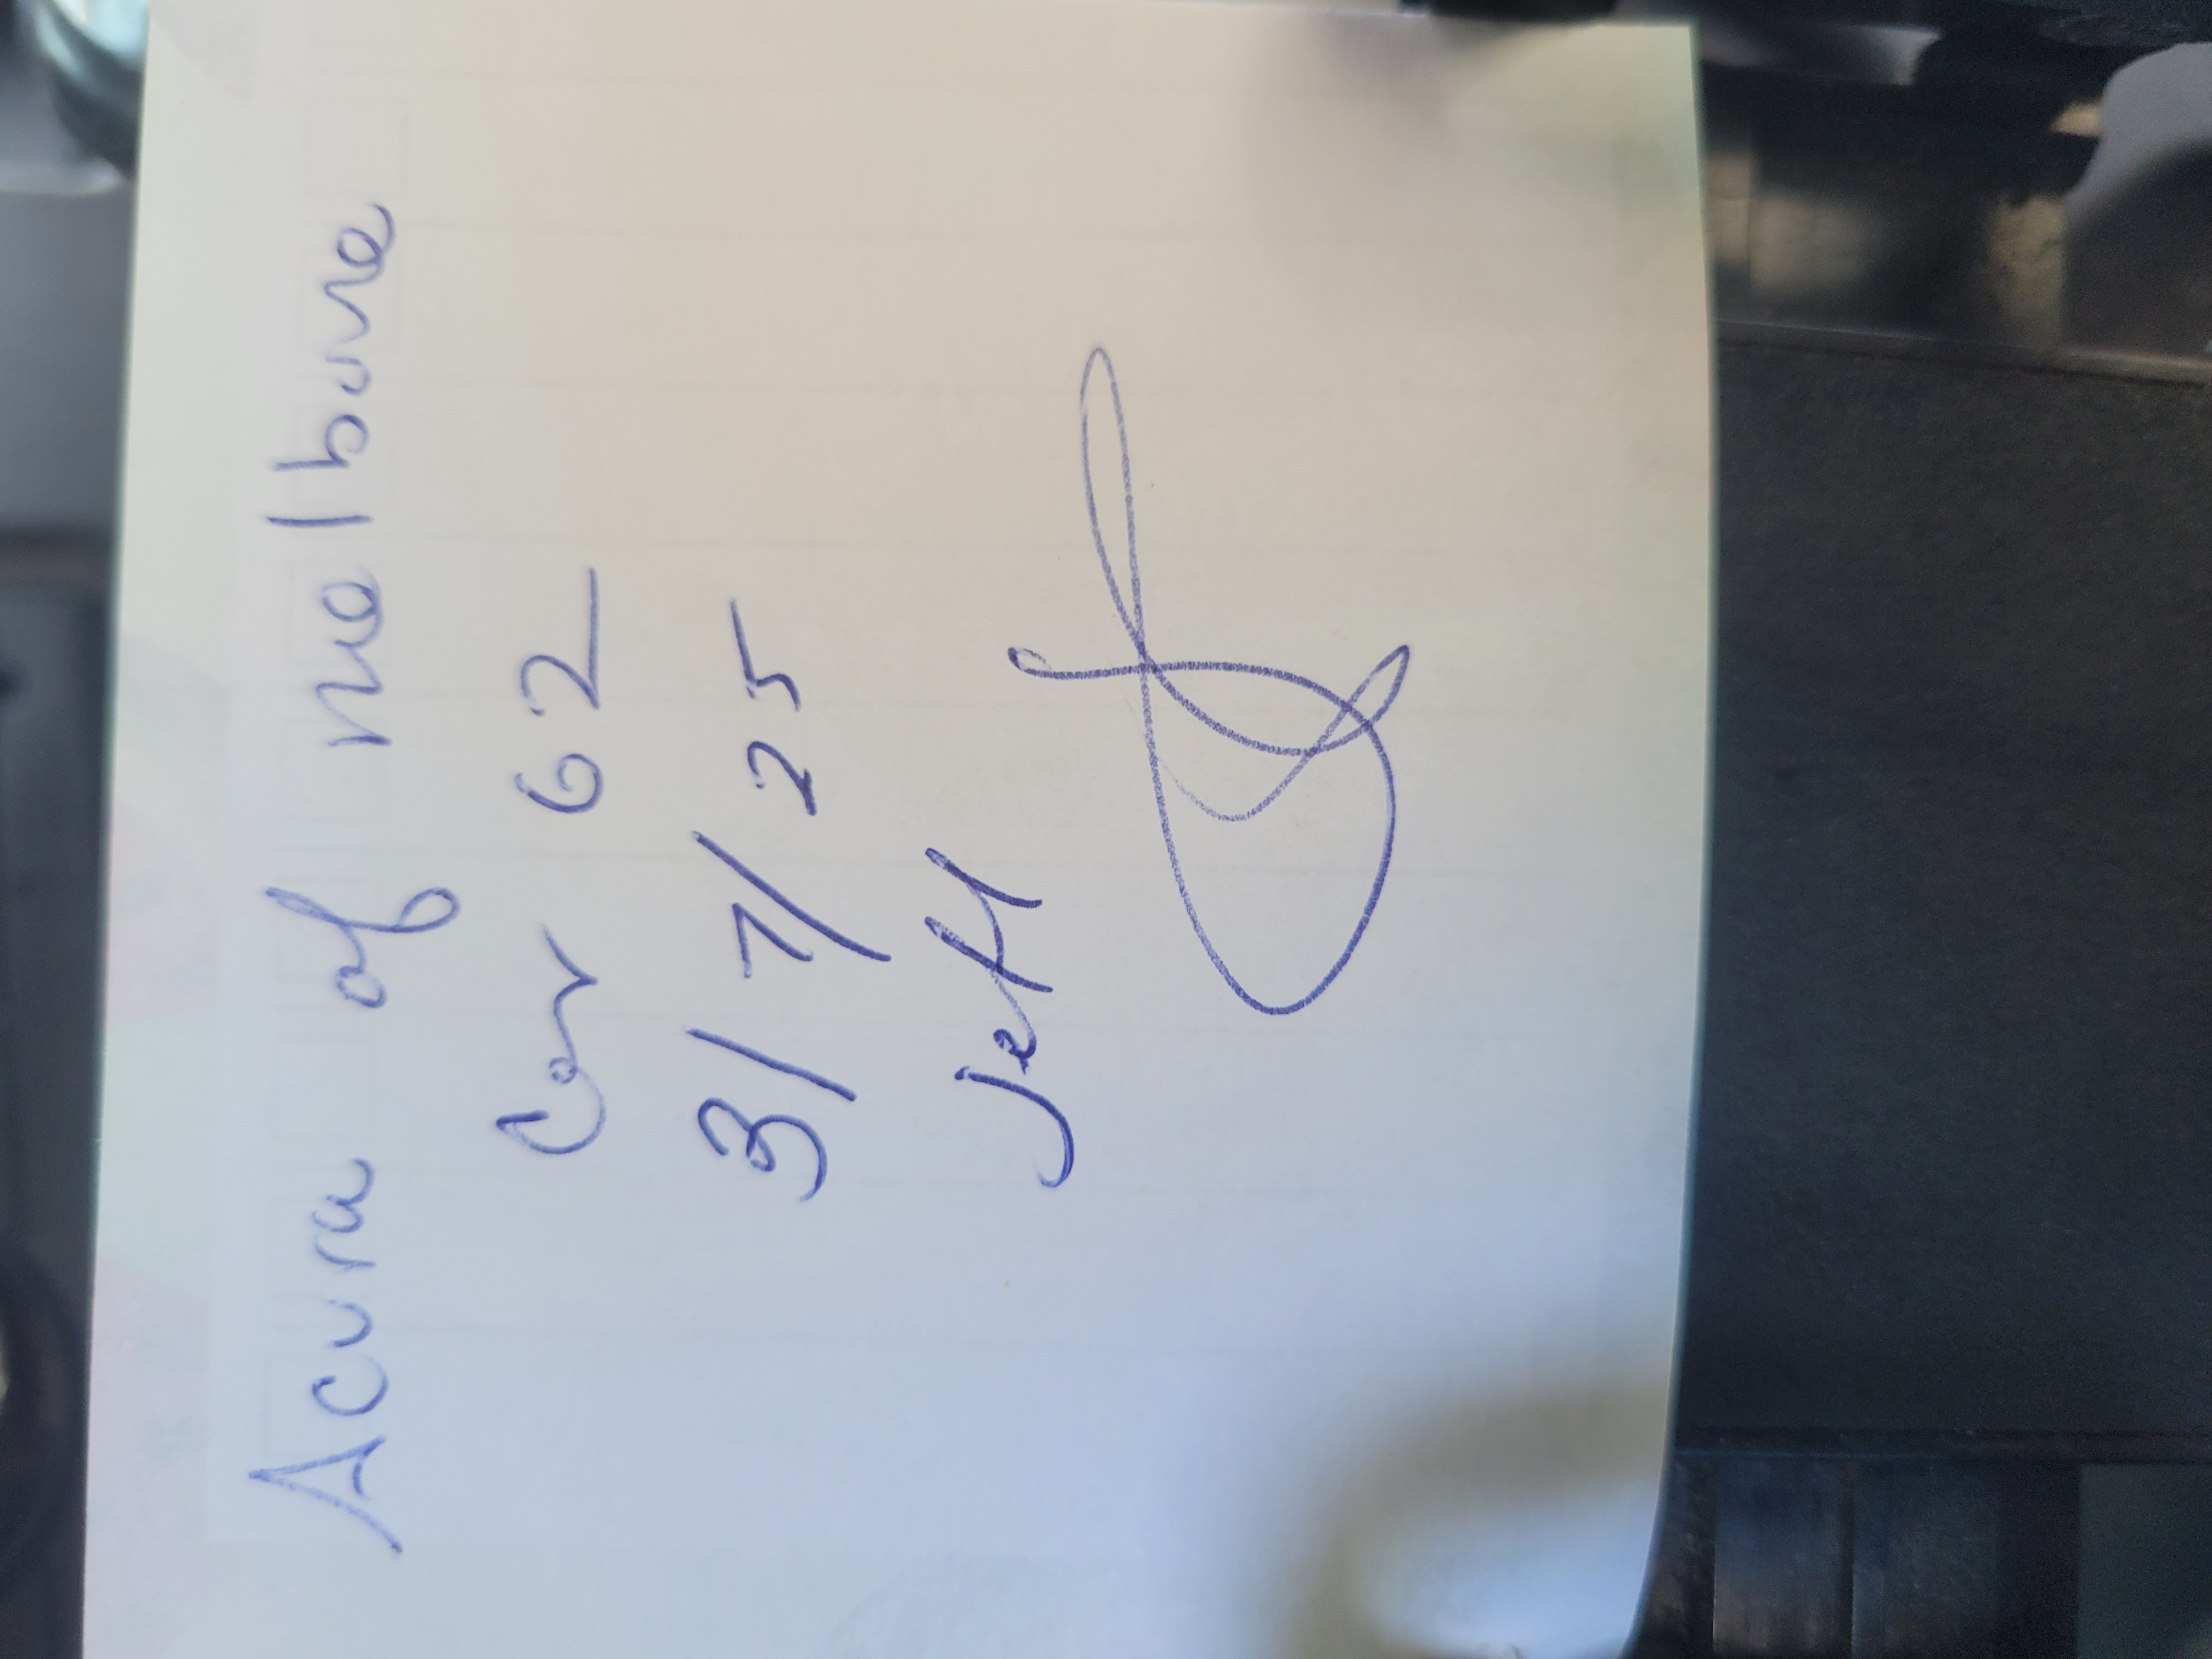 Acura of melbourne
Car 62
3/7/25
Jeff